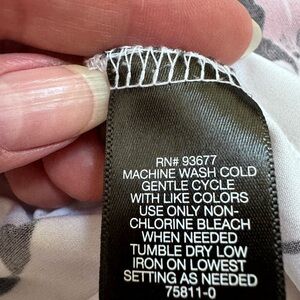 RN# 93677
MACHINE WASH COLD
GENTLE CYCLE
WITH LIKE COLORS
USE ONLY NON-
CHLORINE BLEACH
WHEN NEEDED
TUMBLE DRY LOW
IRON ON LOWEST
SETTING AS NEEDED
75811-0